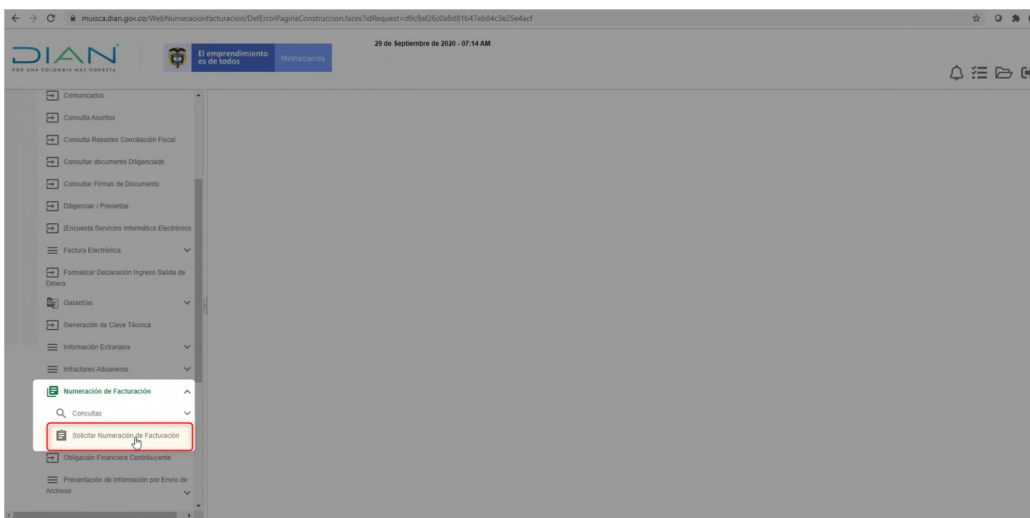 muisca.dian.gov.co/WebNumeracionfacturacion/DefErrorPaginaConstruccion.faces?idRequest=d9c9af26c0a8d81b47eb84c3e25e4acf
DIAN
POR UNA COLOMBIA MÁS HONESTA
El emprendimiento
es de todos
Minhacienda
29 de Septiembre de 2020 - 07:14 AM
Comunicados
Consulta Asuntos
Consulta Reportes Conciliación Fiscal
Consultar documento Diligenciado
Consultar Firmas de Documento
Diligenciar / Presentar
(Encuesta Servicios Informático Electrónico
Factura Electrónica
Formalizar Declaración Ingreso Salida de
Dinero
Garantías
Generación de Clave Técnica
Información Extranjera
Infractores Aduaneros
Numeración de Facturación
Consultas
Solicitar Numeración de Facturación
Obligación Financiera Contribuyente
Presentación de Información por Envío de
Archivos